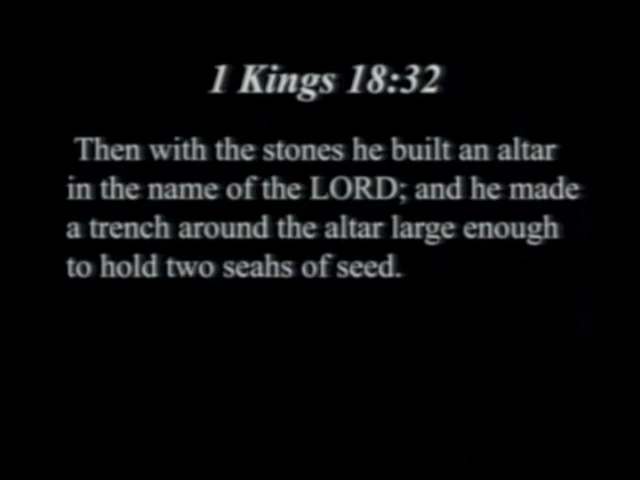 1 Kings 18:32
Then with the stones he built an altar
in the name of the LORD; and he made
a trench around the altar large enough
to hold two seahs of seed.